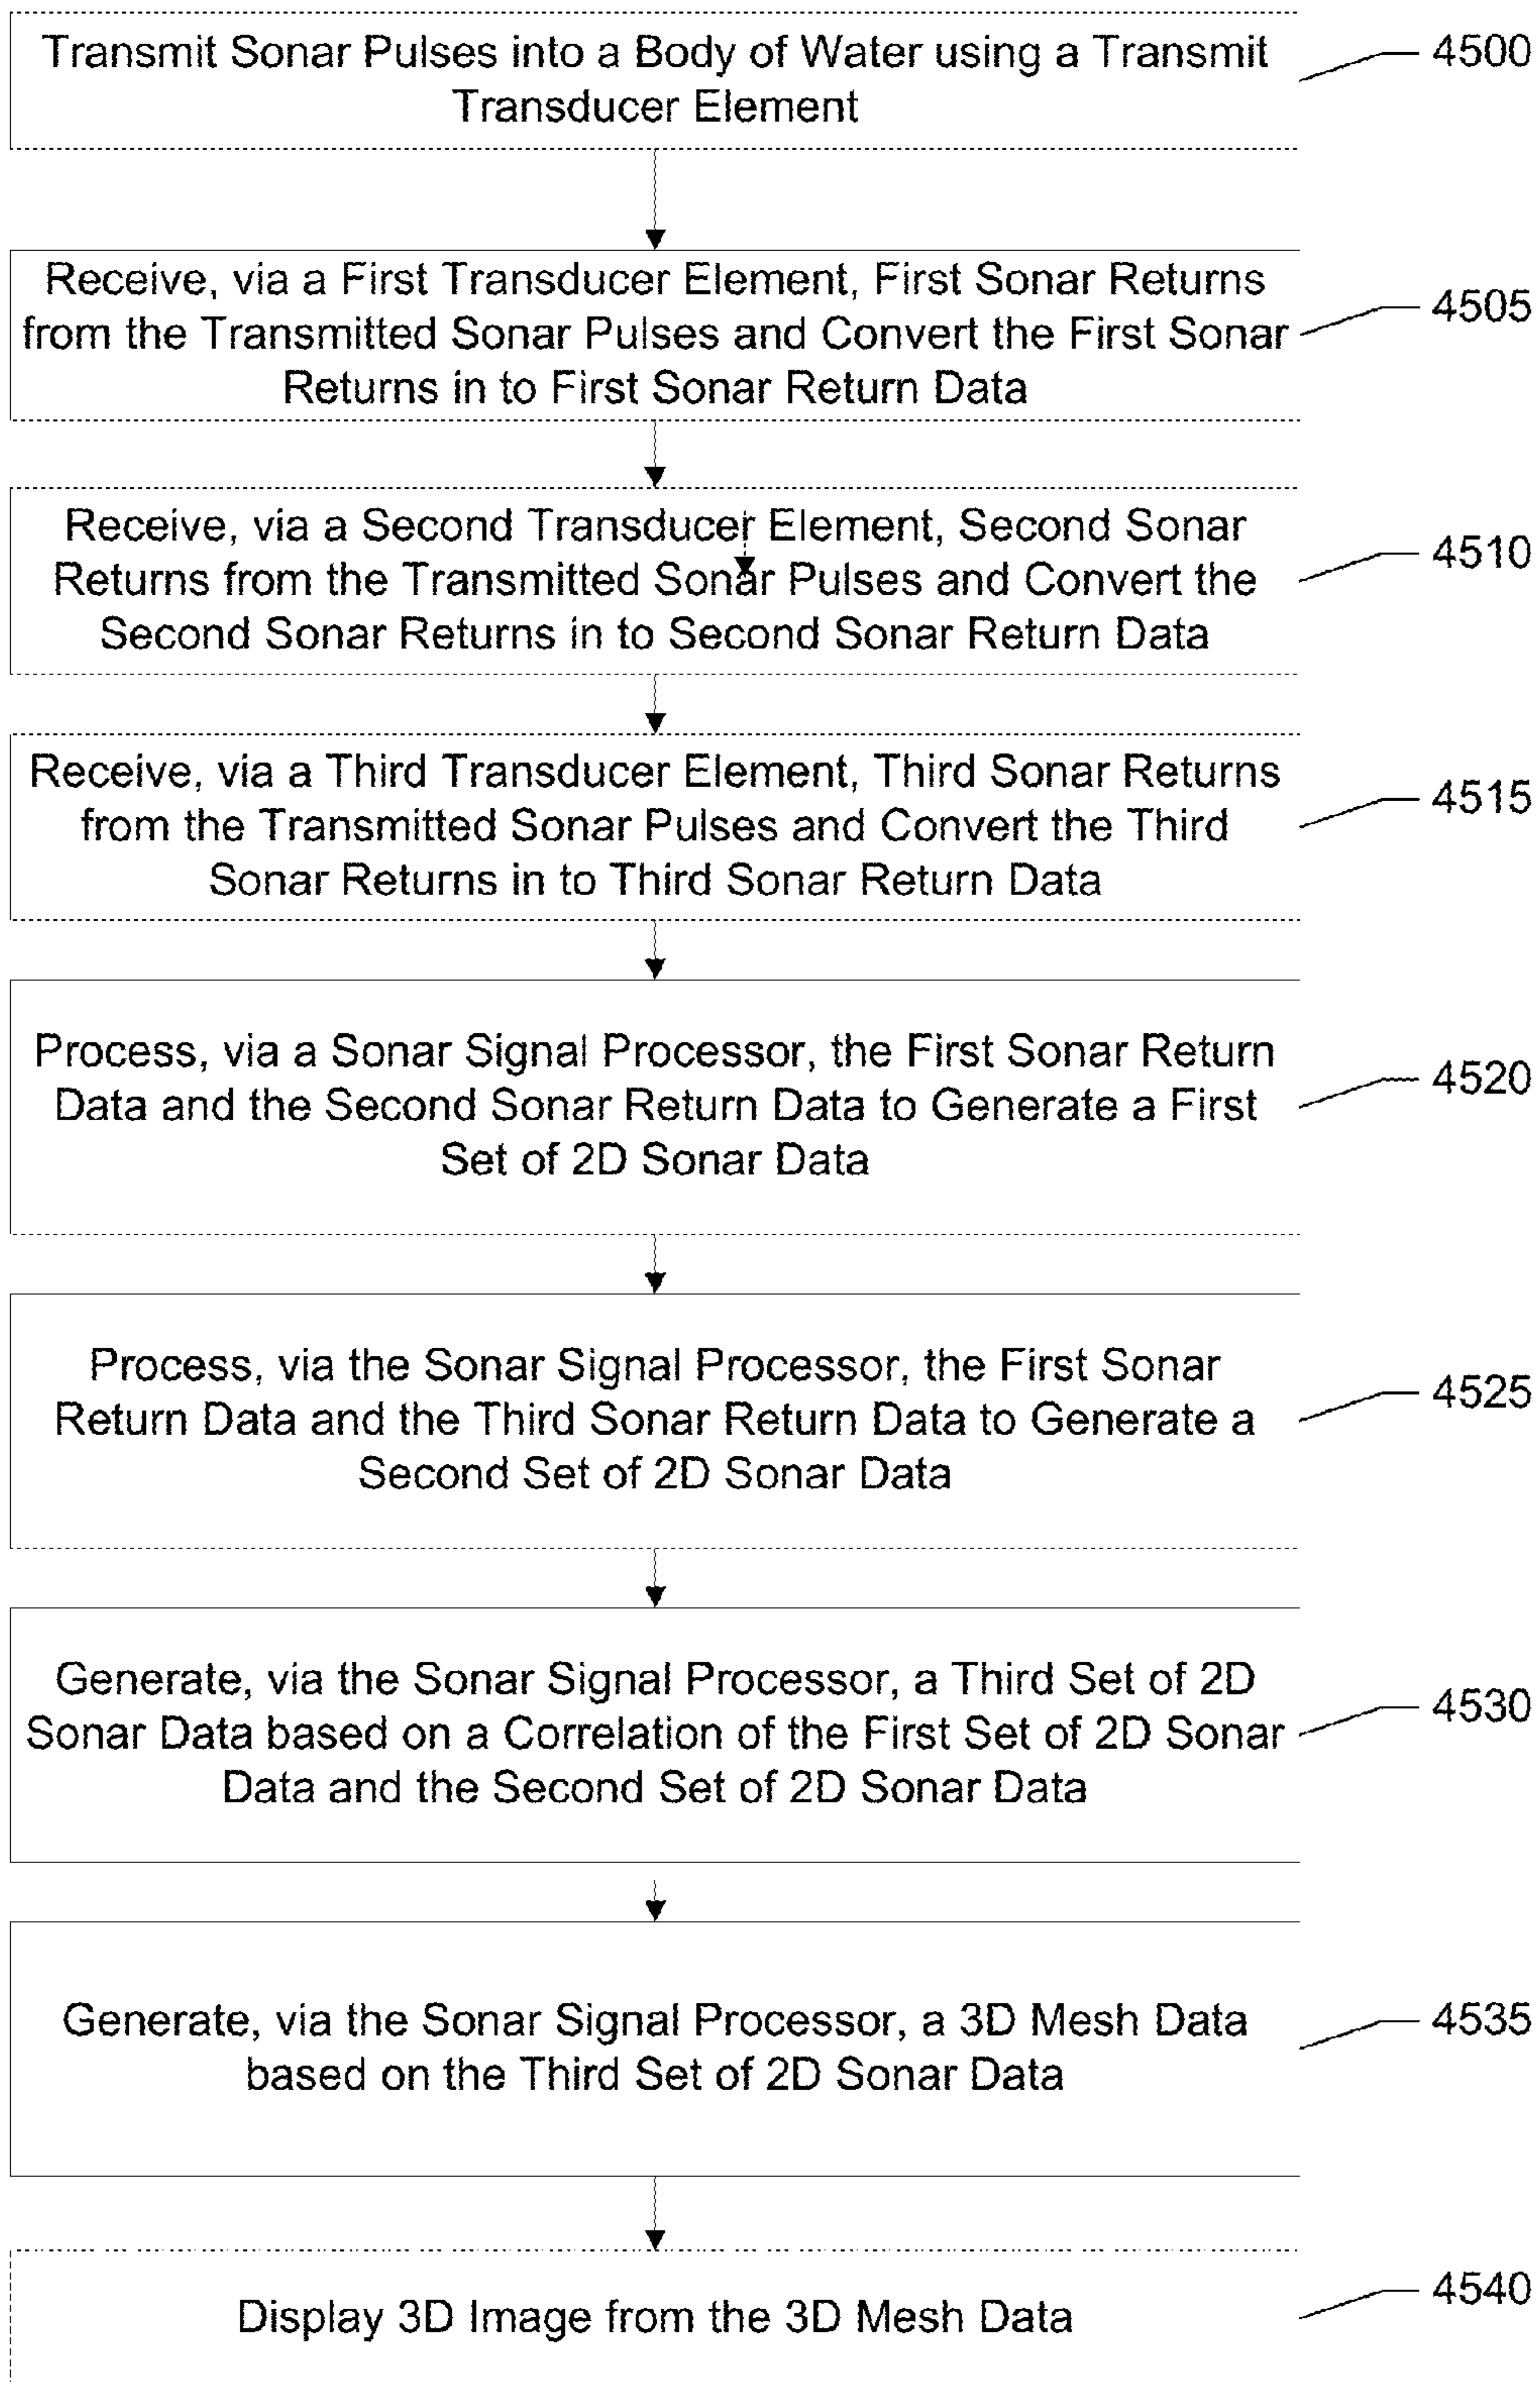 Transmit Sonar Pulses into a Body of Water using a Transmit
Transducer Element
4500
Receive, via a First Transducer Element, First Sonar Returns
from the Transmitted Sonar Pulses and Convert the First Sonar
Returns in to First Sonar Return Data
4505
Receive, via a Second Transducer Element, Second Sonar
Returns from the Transmitted Sonar Pulses and Convert the
Second Sonar Returns in to Second Sonar Return Data
4510
Receive, via a Third Transducer Element, Third Sonar Returns
from the Transmitted Sonar Pulses and Convert the Third
Sonar Returns in to Third Sonar Return Data
4515
Process, via a Sonar Signal Processor, the First Sonar Return
Data and the Second Sonar Return Data to Generate a First
Set of 2D Sonar Data
4520
Process, via the Sonar Signal Processor, the First Sonar
Return Data and the Third Sonar Return Data to Generate a
Second Set of 2D Sonar Data
4525
Generate, via the Sonar Signal Processor, a Third Set of 2D
Sonar Data based on a Correlation of the First Set of 2D Sonar
Data and the Second Set of 2D Sonar Data
4530
Generate, via the Sonar Signal Processor, a 3D Mesh Data
based on the Third Set of 2D Sonar Data
4535
Display 3D Image from the 3D Mesh Data
4540